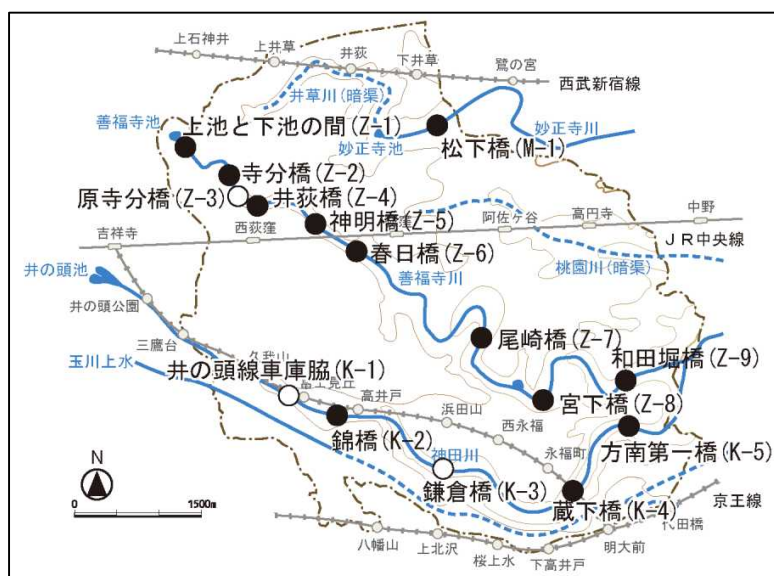 上石神井
上井草
井荻
下井草
鷺の宮
西武新宿線
井草川(暗渠)
善福寺池
上池と下池の間(Z-1)
妙正寺池
松下橋(M-1)
妙正寺川
寺分橋(Z-2)
原寺分橋(Z-3)
井荻橋(Z-4)
神明橋(Z-5)
吉祥寺
西荻窪
窪
阿佐ヶ谷
高円寺
中野
JR中央線
春日橋(Z-6)
桃園川(暗渠)
善福寺川
井の頭池
井の頭公園
三鷹台
尾崎橋(Z-7)
和田堀橋(Z-9)
玉川上水
井の頭線車庫脇(K-1)
富士見丘
高井戸
宮下橋(Z-8)
浜田山
西永福
錦橋(K-2)
神田川
永福町
方南第一橋(K-5)
N
鎌倉橋(K-3)
蔵下橋(K-4)
京王線
0
1500m
代田橋
八幡山
上北沢
桜上水
下高井戸
明大前